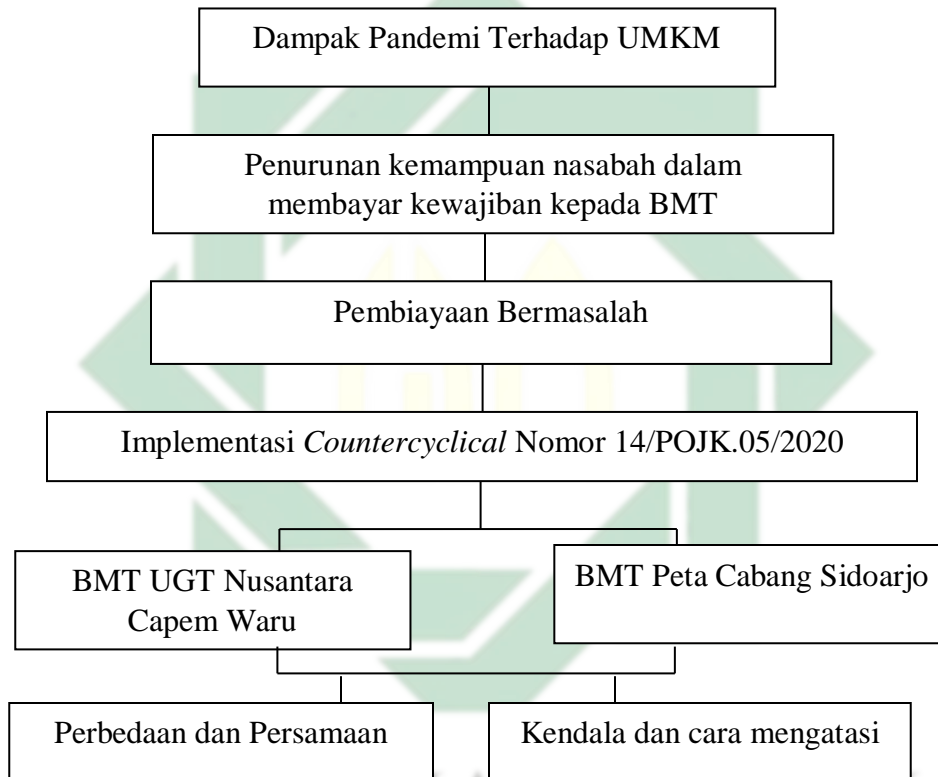 Dampak Pandemi Terhadap UMKM
Penurunan kemampuan nasabah dalam
membayar kewajiban kepada BMT
Pembiayaan Bermasalah
Implementasi Countercyclical Nomor 14/POJK.05/2020
BMT UGT Nusantara
Capem Waru
BMT Peta Cabang Sidoarjo
Perbedaan dan Persamaan
Kendala dan cara mengatasi